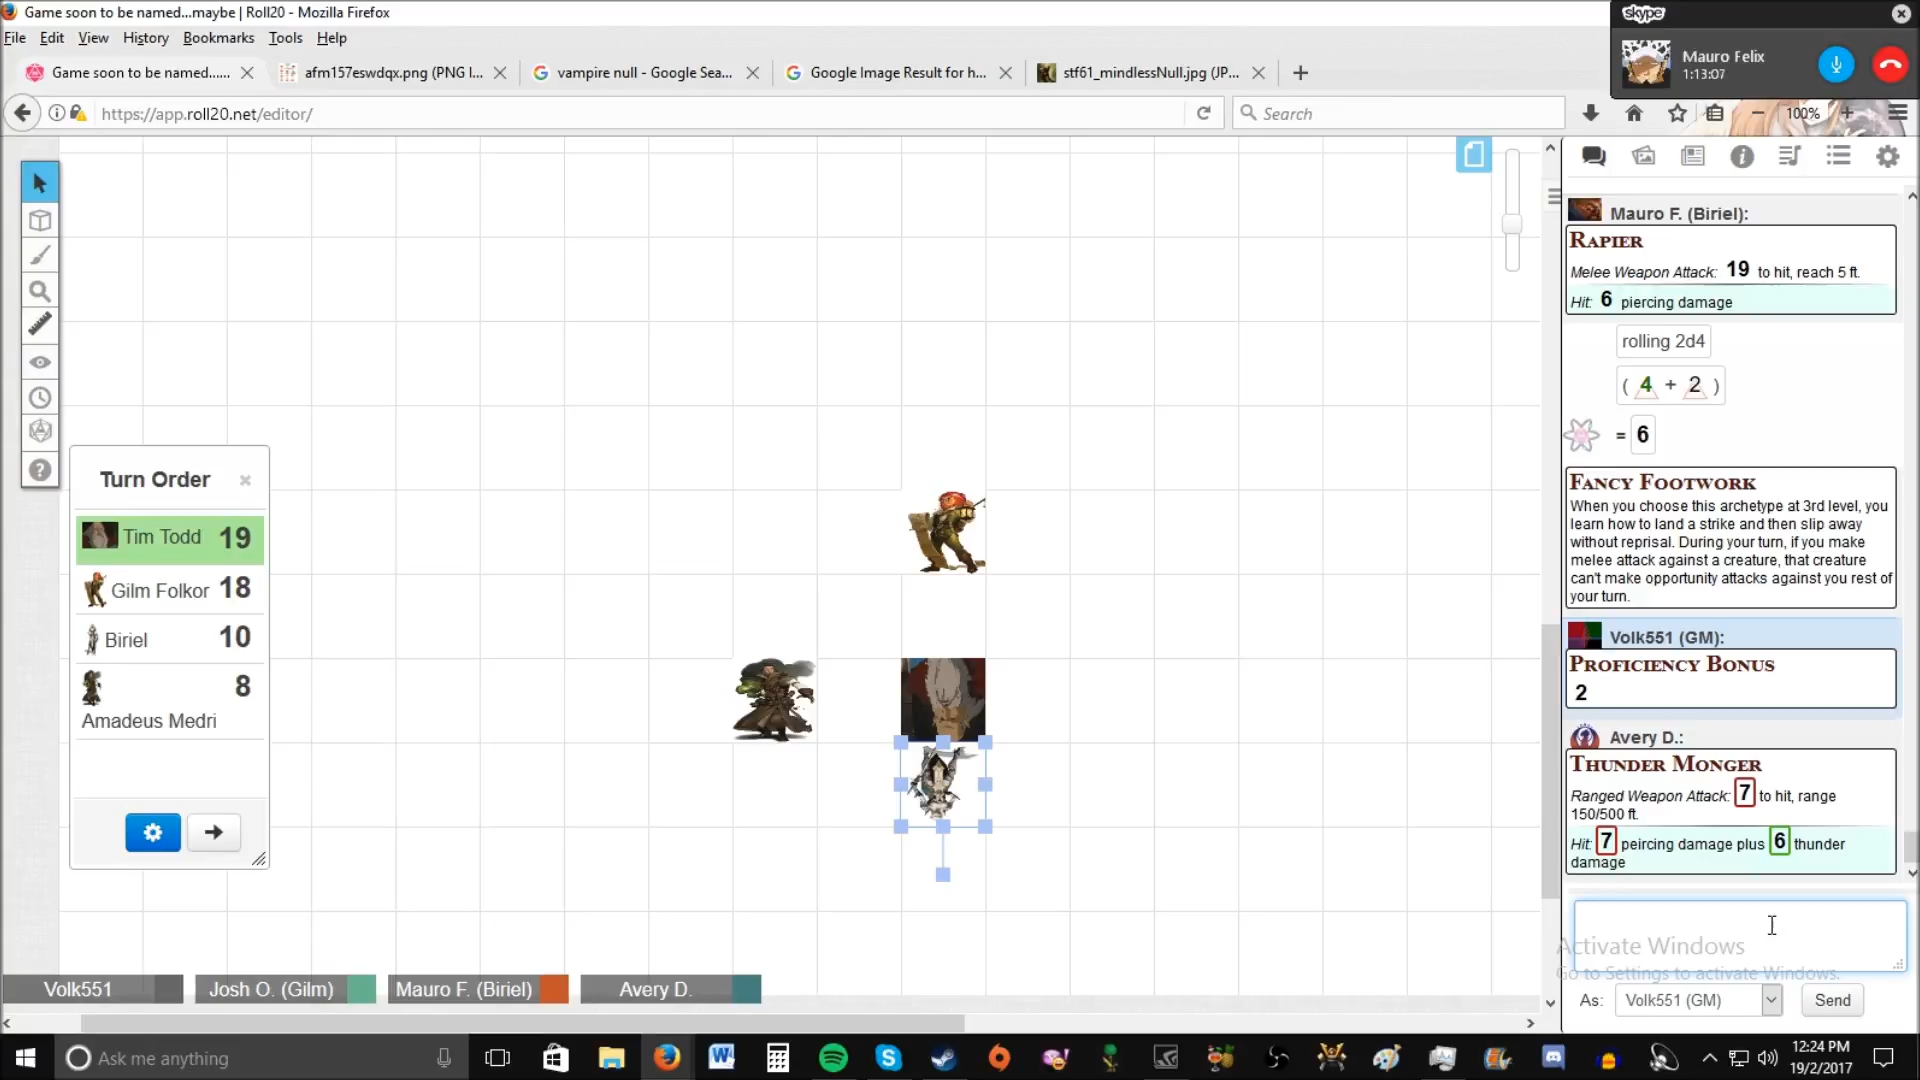 Game soon to be named...maybe | Roll20 - Mozilla Firefox
File Edit View History Bookmarks Tools Help
Game soon to be named......
afm157eswdqx.png (PNG I...
vampire null - Google Sea...
Google Image Result for h...
stf61_mindlessNull.jpg (JP...
skype
Mauro Felix
1:13:07
https://app.roll20.net/editor/
Search
100%
Mauro F. (Biriel):
RAPIER
Melee Weapon Attack: 19 to hit, reach 5 ft.
Hit: 6 piercing damage
rolling 2d4
( 4 + 2 )
= 6
FANCY FOOTWORK
When you choose this archetype at 3rd level, you
learn how to land a strike and then slip away
without reprisal. During your turn, if you make
melee attack against a creature, that creature
can't make opportunity attacks against you rest of
your turn.
Volk551 (GM):
PROFICIENCY BONUS
2
Avery D.:
THUNDER MONGER
Ranged Weapon Attack: 7 to hit, range
150/500 ft.
Hit: 7 peircing damage plus 6 thunder
damage
Turn Order
Tim Todd 19
Gilm Folkor 18
Biriel 10
8
Amadeus Medri
Activate Windows
Go to Settings to activate Windows.
As: Volk551 (GM) Send
Volk551
Josh O. (Gilm)
Mauro F. (Biriel)
Avery D.
Ask me anything
12:24 PM
19/2/2017